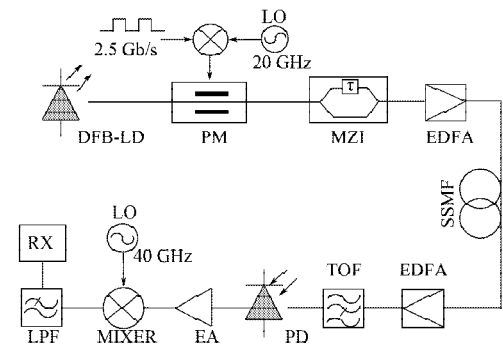 LO
2.5 Gb/s
20 GHz
τ
DFB-LD
PM
MZI
EDFA
SSMF
LO
RX
40 GHz
TOF
EDFA
LPF
MIXER
EA
PD